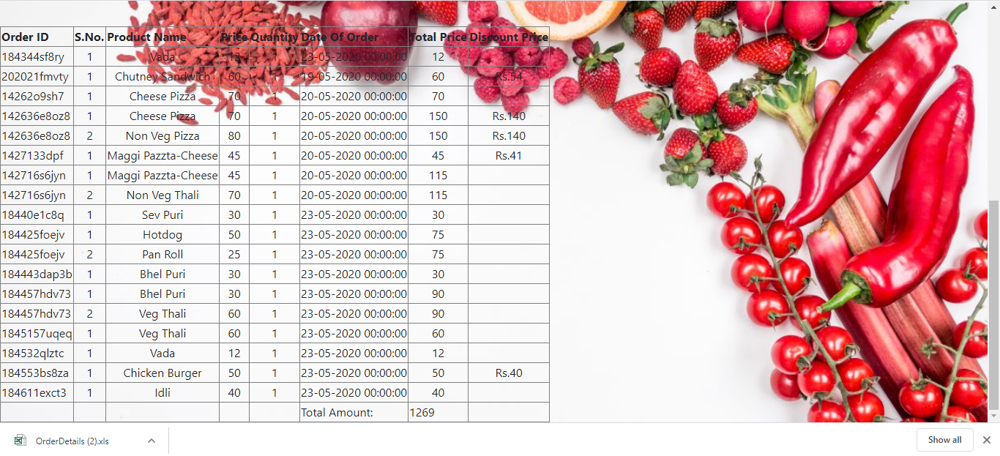 Order ID S.No. Product Name Price Quantity Date Of Order Total Price Discount Price
184344sf8ry 1 Vada 12 1 23-05-2020 00:00:00 12
202021fmvty 1 Chutney Sandwich 60 1 19-05-2020 00:00:00 60 Rs.54
14262o9sh7 1 Cheese Pizza 70 1 20-05-2020 00:00:00 70
142636e8oz8 1 Cheese Pizza 70 1 20-05-2020 00:00:00 150 Rs.140
142636e8oz8 2 Non Veg Pizza 80 1 20-05-2020 00:00:00 150 Rs.140
1427133dpf 1 Maggi Pazzta-Cheese 45 1 20-05-2020 00:00:00 45 Rs.41
142716s6jyn 1 Maggi Pazzta-Cheese 45 1 20-05-2020 00:00:00 115
142716s6jyn 2 Non Veg Thali 70 1 20-05-2020 00:00:00 115
18440e1c8q 1 Sev Puri 30 1 23-05-2020 00:00:00 30
184425foejv 1 Hotdog 50 1 23-05-2020 00:00:00 75
184425foejv 2 Pan Roll 25 1 23-05-2020 00:00:00 75
184443dap3b 1 Bhel Puri 30 1 23-05-2020 00:00:00 30
184457hdv73 1 Bhel Puri 30 1 23-05-2020 00:00:00 90
184457hdv73 2 Veg Thali 60 1 23-05-2020 00:00:00 90
1845157uqeq 1 Veg Thali 60 1 23-05-2020 00:00:00 60
184532qlztc 1 Vada 12 1 23-05-2020 00:00:00 12
184553bs8za 1 Chicken Burger 50 1 23-05-2020 00:00:00 50 Rs.40
184611exct3 1 Idli 40 1 23-05-2020 00:00:00 40
Total Amount: 1269
OrderDetails (2).xls Show all